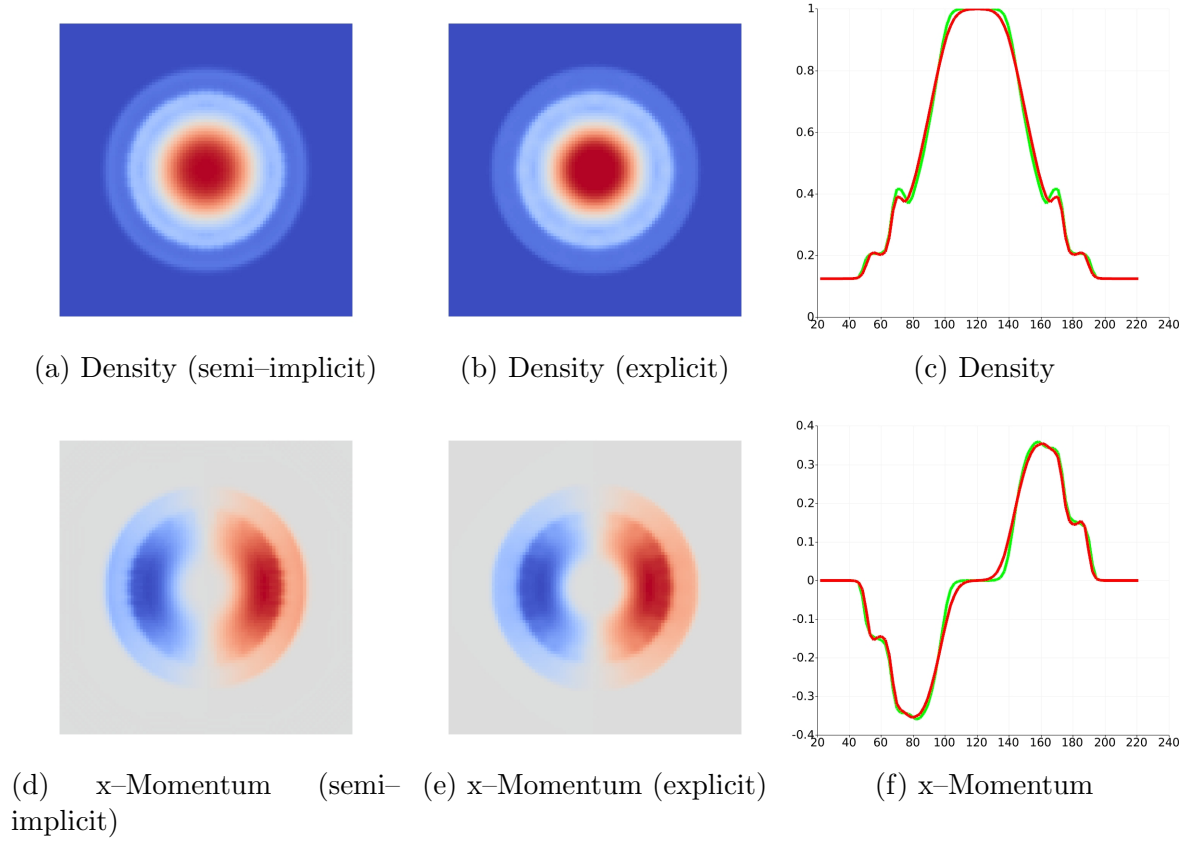 1
0.8
0.6
0.4
0.2
0
20 40 60 80 100 120 140 160 180 200 220 240
(a) Density (semi–implicit)
(b) Density (explicit)
(c) Density
0.4
0.3
0.2
0.1
0
-0.1
-0.2
-0.3
-0.4
20 40 60 80 100 120 140 160 180 200 220 240
(d) x–Momentum (semi–
implicit)
(e) x–Momentum (explicit)
(f) x–Momentum